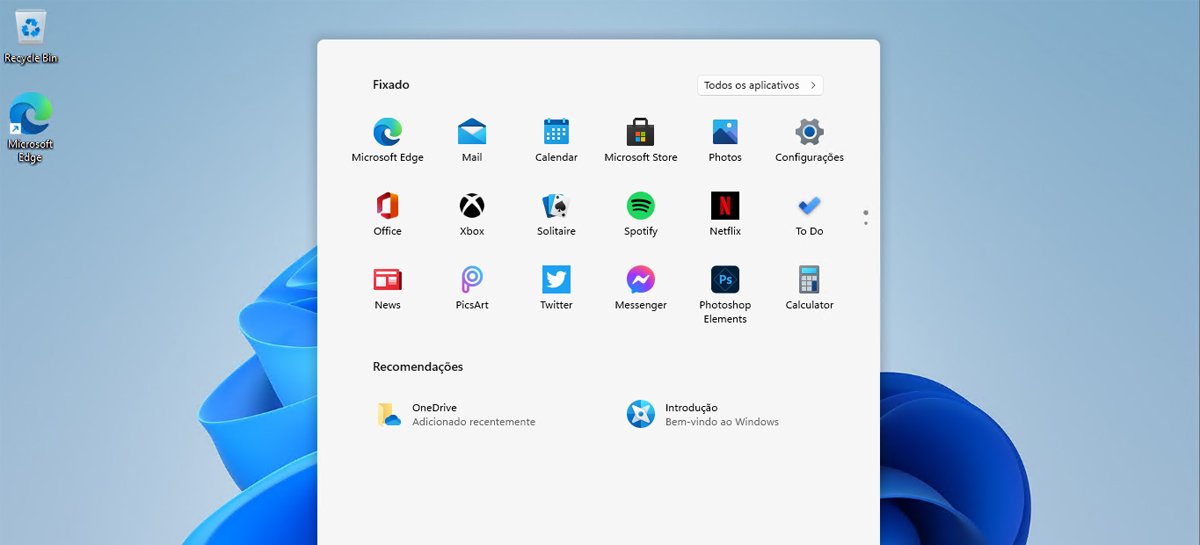 Recycle Bin
Microsoft
Edge
Fixado
Todos os aplicativos
Microsoft Edge
Mail
Calendar
Microsoft Store
Photos
Configurações
Office
Xbox
Solitaire
Spotify
Netflix
To Do
News
PicsArt
Twitter
Messenger
Ps
Photoshop
Elements
Calculator
Recomendações
OneDrive
Adicionado recentemente
Introdução
Bem-vindo ao Windows